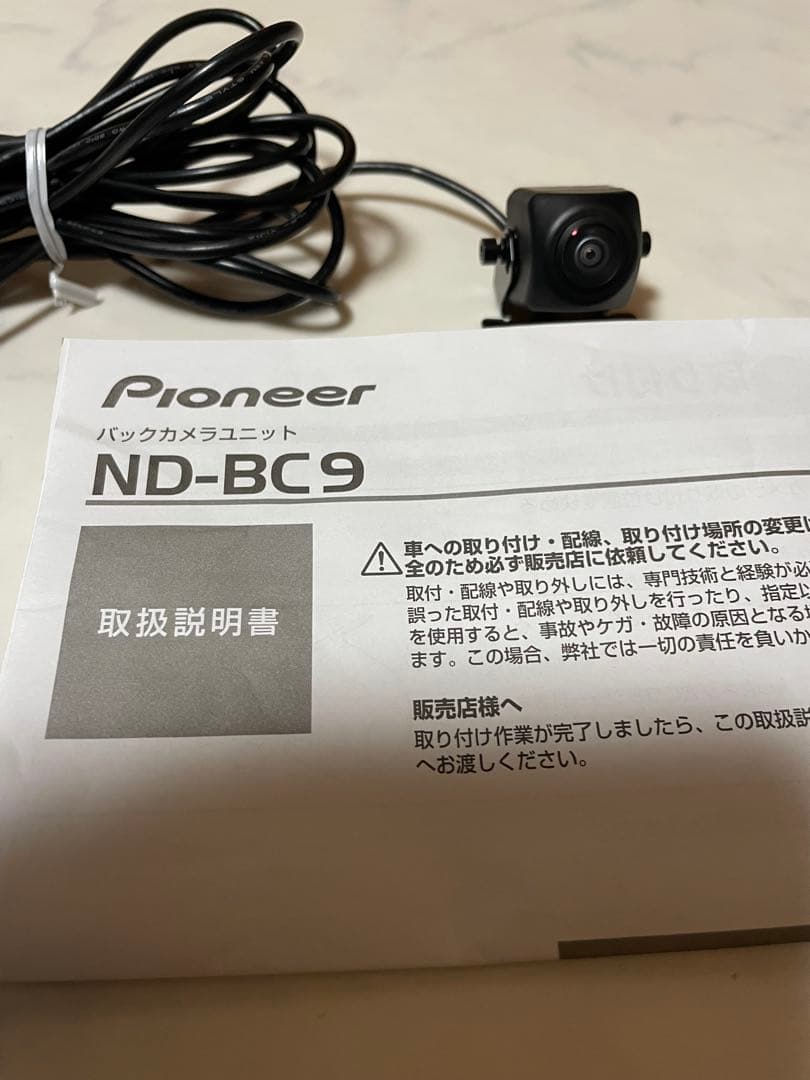 Pioneer
バックカメラユニット
ND-BC9
取扱説明書
車への取り付け・配線、取り付け場所の変更は
全のため必ず販売店に依頼してください。
取付・配線や取り外しには、専門技術と経験が必
誤った取付・配線や取り外しを行ったり、指定以
を使用すると、事故やケガ・故障の原因となる場
ます。この場合、弊社では一切の責任を負いか
販売店様へ
取り付け作業が完了しましたら、この取扱説
へお渡しください。